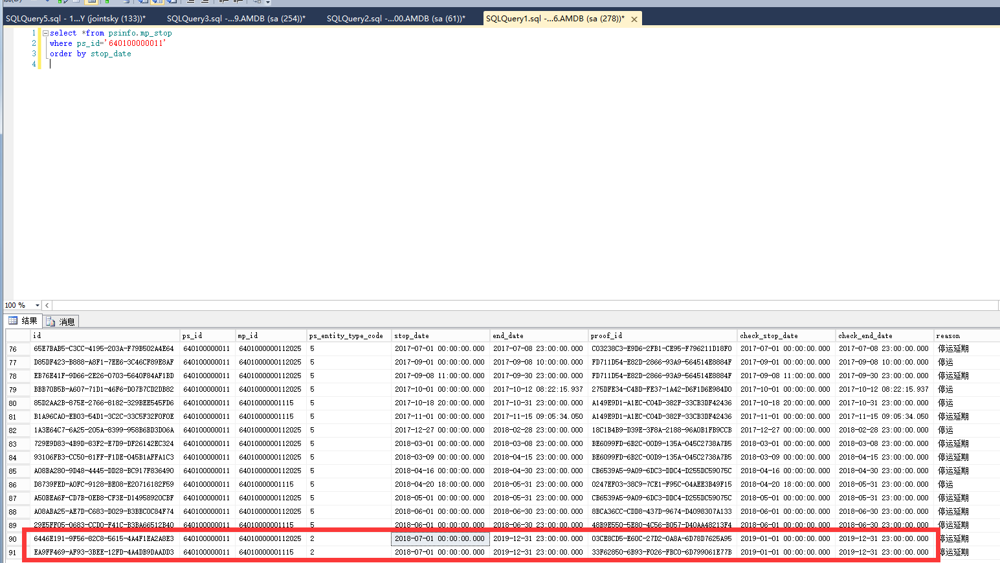 SQLQuery5.sql - 1...Y (jointsky (133))* SQLQuery3.sql -...9.AMDB (sa (254))* SQLQuery2.sql -...00.AMDB (sa (61))* SQLQuery1.sql -...6.AMDB (sa (278))*
1 select *from psinfo.mp_stop
2 where ps_id='640100000011'
3 order by stop_date
4
100 %
结果 消息
id ps_id mp_id ps_entity_type_code stop_date end_date proof_id check_stop_date check_end_date reason
76 65E7BAB5-C3CC-4195-203A-F79B502A4E64 640100000011 6401000000112025 5 2017-07-01 00:00:00.000 2017-07-08 23:00:00.000 C03238C3-E9D6-2FB1-CE95-F796211D18F0 2017-07-01 00:00:00.000 2017-07-08 23:00:00.000 停运延期
77 D85DF423-B888-A8F1-7EE6-3C46CF89E8AF 640100000011 6401000000112025 5 2017-09-01 00:00:00.000 2017-09-08 10:00:00.000 FD711D54-E82D-2866-93A9-564514E8884F 2017-09-01 00:00:00.000 2017-09-08 10:00:00.000 停运
78 EB76E41F-9D66-2E26-0703-5640F84AF1BD 640100000011 6401000000112025 5 2017-09-08 11:00:00.000 2017-09-30 23:00:00.000 FD711D54-E82D-2866-93A9-564514E8884F 2017-09-08 11:00:00.000 2017-09-30 23:00:00.000 停运延期
79 BBB70B5B-A607-71D1-46F6-D07B7CD2DB82 640100000011 6401000000112025 5 2017-10-01 00:00:00.000 2017-10-12 08:22:15.937 275DFE34-C4BD-FE37-1A42-D6F1D6E984D0 2017-10-01 00:00:00.000 2017-10-12 08:22:15.937 停运
80 85D2AA2B-875E-2766-8182-329BEE545FD6 640100000011 64010000001115 5 2017-10-18 20:00:00.000 2017-10-31 23:00:00.000 A149E9D1-A1EC-C04D-382F-33CB3DF42436 2017-10-18 20:00:00.000 2017-10-31 23:00:00.000 停运
81 B1A96CA0-EB03-54D1-3C2C-33C5F32F0F0E 640100000011 64010000001115 5 2017-11-01 00:00:00.000 2017-11-15 09:05:34.050 A149E9D1-A1EC-C04D-382F-33CB3DF42436 2017-11-01 00:00:00.000 2017-11-15 09:05:34.050 停运延期
82 1A3E64C7-6A25-205A-8399-958B6BD3D06A 640100000011 6401000000112025 5 2017-12-27 00:00:00.000 2018-02-28 23:00:00.000 18C1B4B9-D39E-3F8A-2188-96A0B1FB9CCB 2017-12-27 00:00:00.000 2018-02-28 23:00:00.000 停运
83 729E9D83-4B9D-83F2-E7D9-DF26142EC324 640100000011 6401000000112025 5 2018-03-01 00:00:00.000 2018-03-08 23:00:00.000 BE6099FD-6B2C-00D9-135A-045C2738A7B5 2018-03-01 00:00:00.000 2018-03-08 23:00:00.000 停运延期
84 93106FB3-CC50-81FF-F1DE-045B1AFFA1C3 640100000011 6401000000112025 5 2018-03-09 00:00:00.000 2018-04-15 23:00:00.000 BE6099FD-6B2C-00D9-135A-045C2738A7B5 2018-03-09 00:00:00.000 2018-04-15 23:00:00.000 停运延期
85 A08BA280-9D48-4445-DD28-BC917F836490 640100000011 6401000000112025 5 2018-04-16 00:00:00.000 2018-04-30 23:00:00.000 CB6539A5-9A09-6DC3-DDC4-D255DC59075C 2018-04-16 00:00:00.000 2018-04-30 23:00:00.000 停运延期
86 D8739FED-A0FC-9128-BE08-E20716182F59 640100000011 64010000001115 5 2018-04-20 18:00:00.000 2018-05-31 23:00:00.000 0247EF03-38C9-7CE1-F95C-04AEE3B49F15 2018-04-20 18:00:00.000 2018-05-31 23:00:00.000 停运
87 A50BEA6F-CD7B-0EB8-CF3E-D14958920CBF 640100000011 6401000000112025 5 2018-05-01 00:00:00.000 2018-05-31 23:00:00.000 CB6539A5-9A09-6DC3-DDC4-D255DC59075C 2018-05-01 00:00:00.000 2018-05-31 23:00:00.000 停运延期
88 A08ABA25-AE7D-C683-D029-B3BBC0C84F74 640100000011 6401000000112025 5 2018-06-01 00:00:00.000 2018-06-30 23:00:00.000 8BCA36CC-CDD8-437D-9674-D4098307A133 2018-06-01 00:00:00.000 2018-06-30 23:00:00.000 停运延期
89 29E5FF05-0683-CCD0-F41C-B3BA66512B40 640100000011 64010000001115 5 2018-06-01 00:00:00.000 2018-06-30 23:00:00.000 48B9E550-5E80-4C56-B057-D40AA48213F4 2018-06-01 00:00:00.000 2018-06-30 23:00:00.000 停运延期
90 6446E191-9F56-82C8-5615-4A4F1EA2A8E3 640100000011 6401000000112025 2 2018-07-01 00:00:00.000 2019-12-31 23:00:00.000 03CE8CD5-E60C-27D2-0A8A-6D78D7625A95 2019-01-01 00:00:00.000 2019-12-31 23:00:00.000 停运延期
91 EA9FF469-AF93-3BEE-12FD-4A4DB9DAADD3 640100000011 64010000001115 2 2018-07-01 00:00:00.000 2019-12-31 23:00:00.000 33F62850-6B93-F026-FBC0-6D799061E77B 2019-01-01 00:00:00.000 2019-12-31 23:00:00.000 停运延期